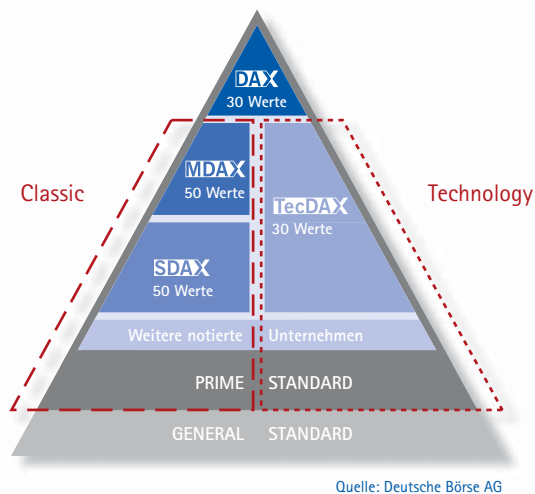 DAX
30 Werte
Classic
MDAX
50 Werte
Technology
TecDAX
30 Werte
SDAX
50 Werte
Weitere notierte Unternehmen
PRIME STANDARD
GENERAL STANDARD
Quelle: Deutsche Börse AG